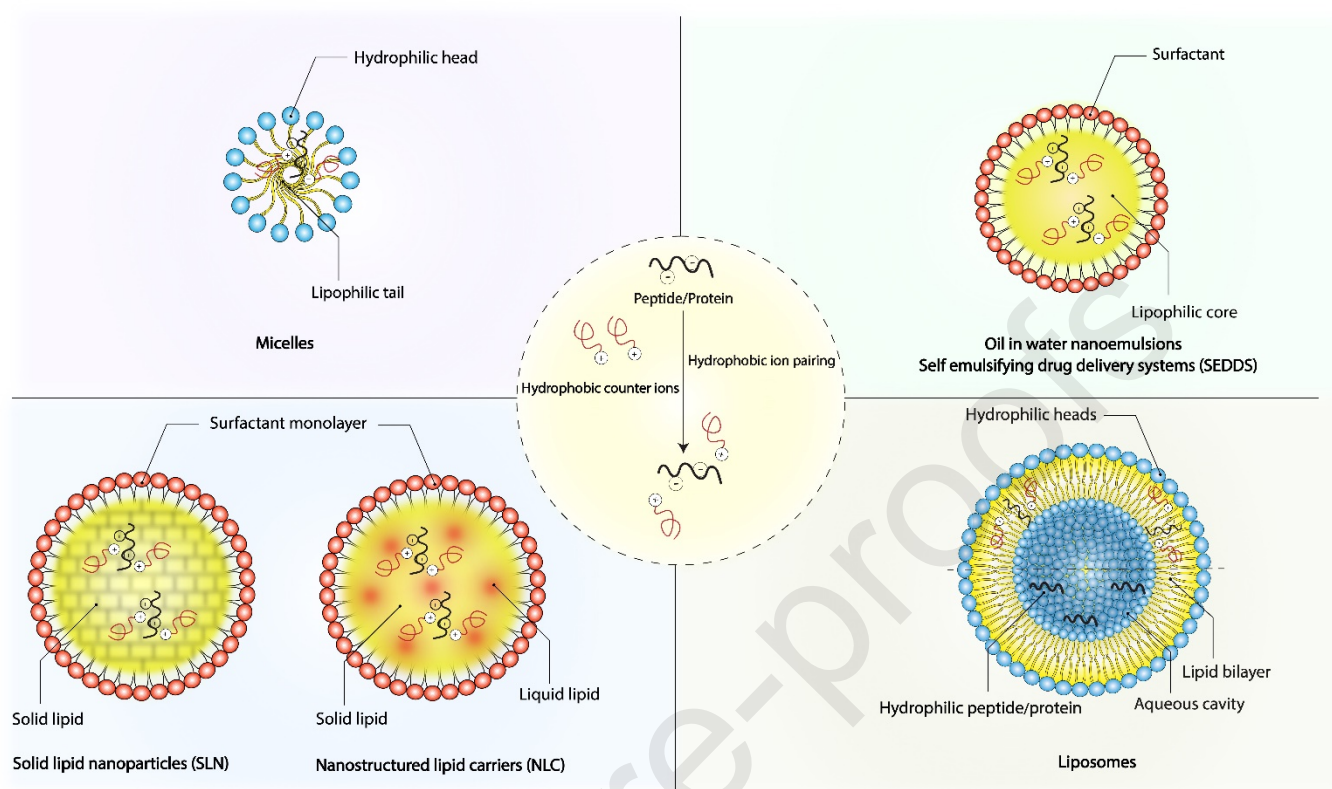 Hydrophilic head
Lipophilic tail
Micelles
Surfactant
Lipophilic core
Oil in water nanoemulsions
Self emulsifying drug delivery systems (SEDDS)
Peptide/Protein
Hydrophobic ion pairing
Hydrophobic counter ions
Surfactant monolayer
Solid lipid
Solid lipid nanoparticles (SLN)
Solid lipid
Liquid lipid
Nanostructured lipid carriers (NLC)
Hydrophilic heads
Hydrophilic peptide/protein
Lipid bilayer
Aqueous cavity
Liposomes
e-proofs